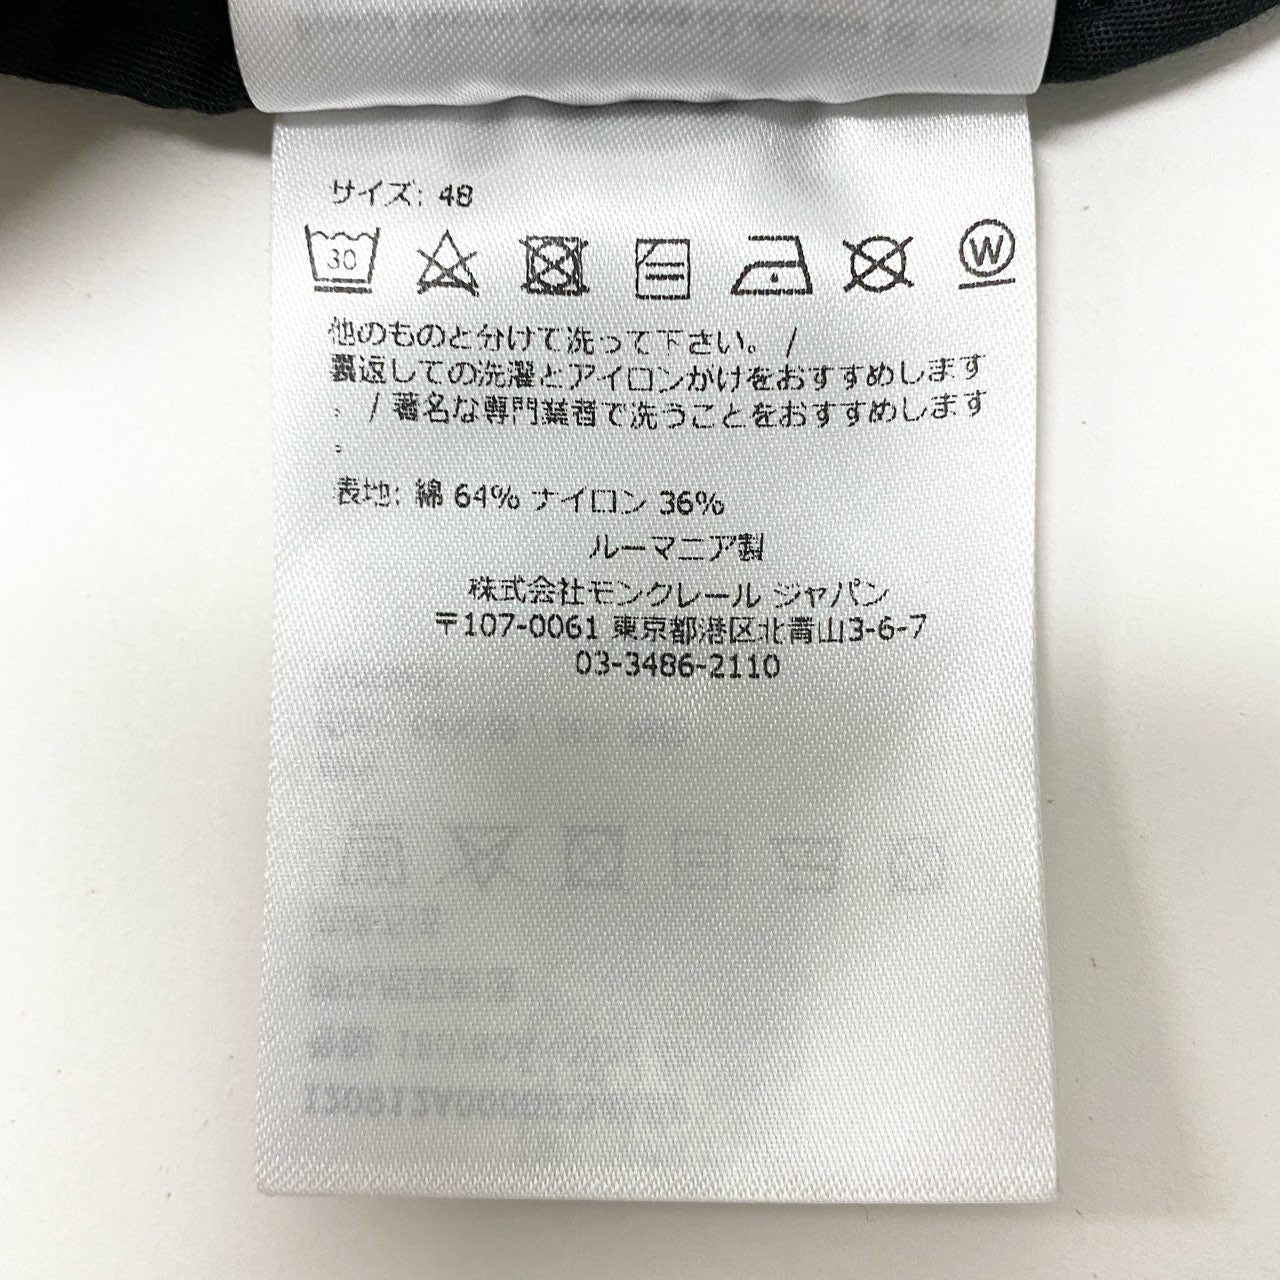 サイズ: 48
30
W
他のものと分けて洗って下さい。 /
裏返しての洗濯とアイロンがけをおすすめします
。 / 著名な専門業者で洗うことをおすすめします
。
表地: 綿 64% ナイロン 36%
ルーマニア製
株式会社モンクレール ジャパン
〒107-0061 東京都港区北青山3-6-7
03-3486-2110